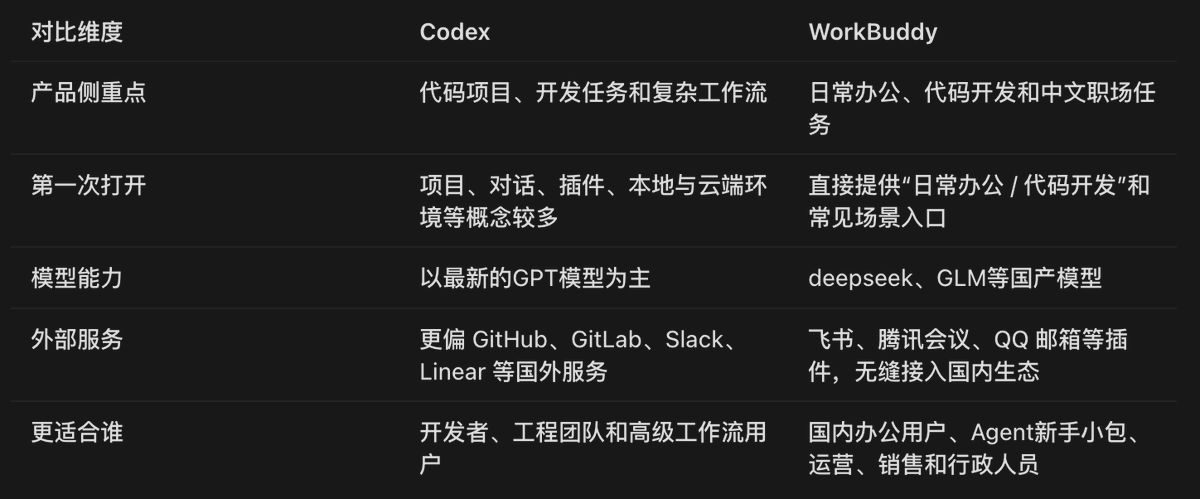 对比维度 Codex WorkBuddy
产品侧重点 代码项目、开发任务和复杂工作流 日常办公、代码开发和中文职场任
务
第一次打开 项目、对话、插件、本地与云端环 直接提供“日常办公 / 代码开发”和
境等概念较多 常见场景入口
模型能力 以最新的GPT模型为主 deepseek、GLM等国产模型
外部服务 更偏 GitHub、GitLab、Slack、 飞书、腾讯会议、QQ 邮箱等插
Linear 等国外服务 件，无缝接入国内生态
更适合谁 开发者、工程团队和高级工作流用 国内办公用户、Agent新手小包、
户 运营、销售和行政人员